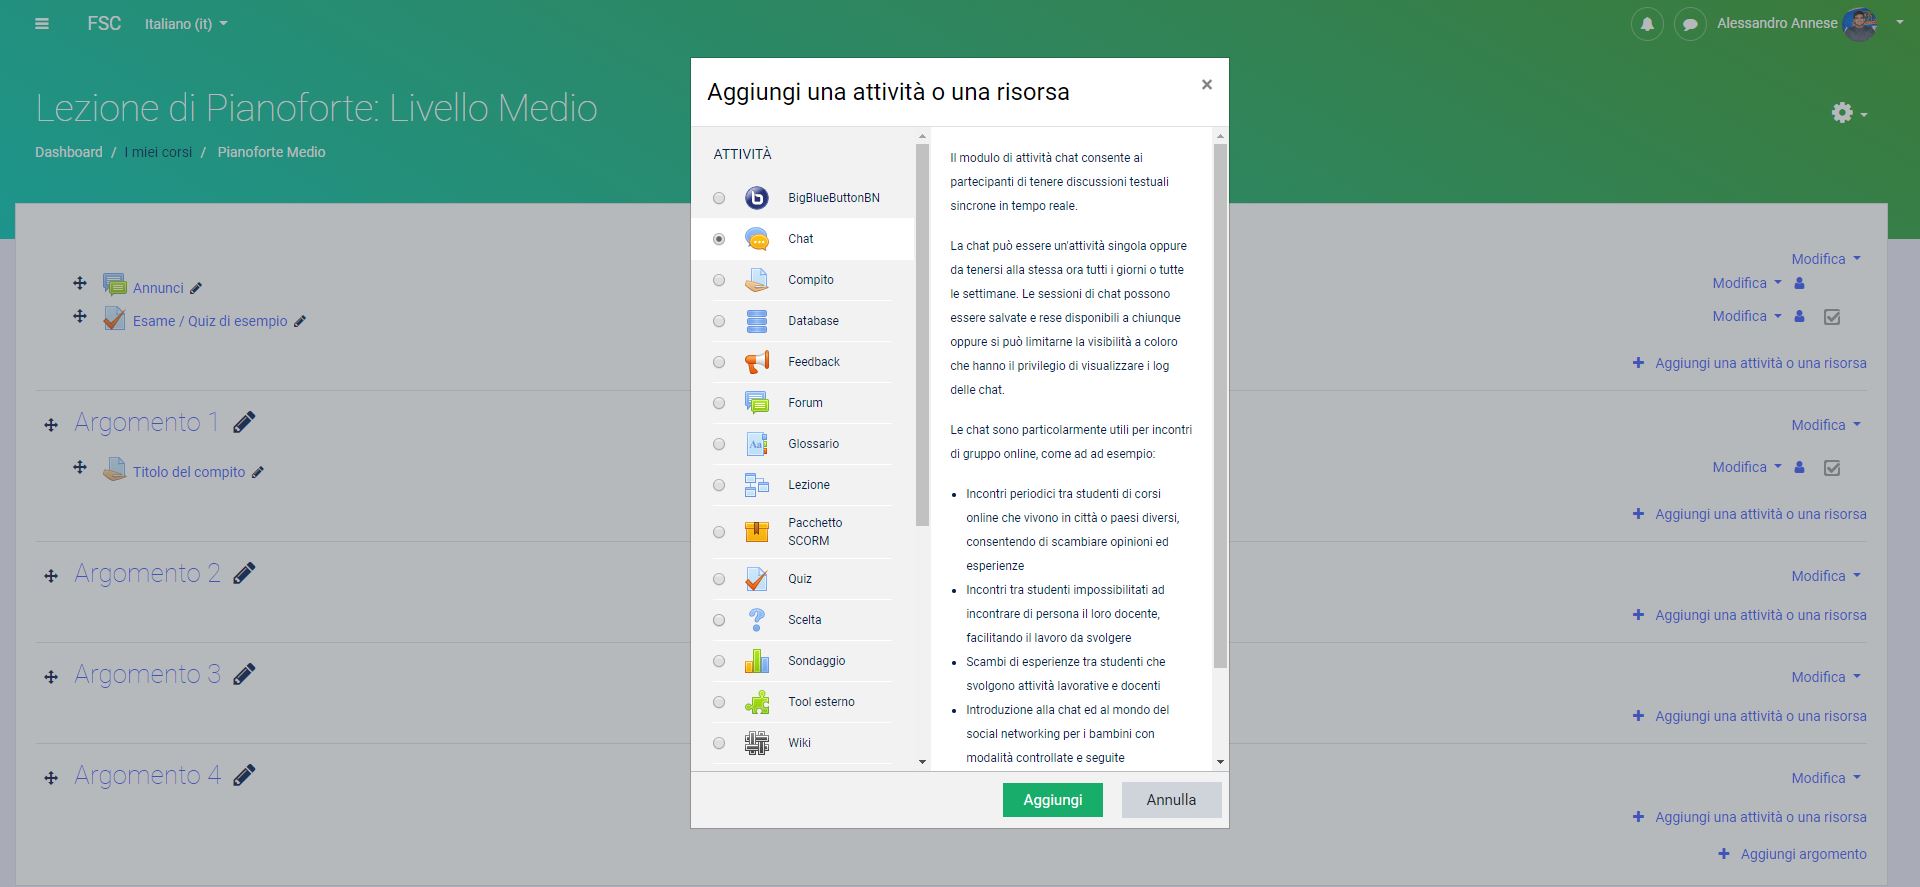 FSC
Italiano (it)
Alessandro Annese
Lezione di Pianoforte: Livello Medio
Dashboard / I miei corsi / Pianoforte Medio
Modifica
Annunci
Modifica
Esame / Quiz di esempio
Modifica
+ Aggiungi una attività o una risorsa
Argomento 1
Modifica
Titolo del compito
Modifica
+ Aggiungi una attività o una risorsa
Argomento 2
Modifica
+ Aggiungi una attività o una risorsa
Argomento 3
Modifica
+ Aggiungi una attività o una risorsa
Argomento 4
Modifica
+ Aggiungi una attività o una risorsa
+ Aggiungi argomento
Aggiungi una attività o una risorsa
×
ATTIVITÀ
BigBlueButtonBN
Chat
Compito
Database
Feedback
Forum
Glossario
Lezione
Pacchetto
SCORM
Quiz
Scelta
Sondaggio
Tool esterno
Wiki
Il modulo di attività chat consente ai
partecipanti di tenere discussioni testuali
sincrone in tempo reale.
La chat può essere un'attività singola oppure
da tenersi alla stessa ora tutti i giorni o tutte
le settimane. Le sessioni di chat possono
essere salvate e rese disponibili a chiunque
oppure si può limitarne la visibilità a coloro
che hanno il privilegio di visualizzare i log
delle chat.
Le chat sono particolarmente utili per incontri
di gruppo online, come ad ad esempio:
• Incontri periodici tra studenti di corsi
online che vivono in città o paesi diversi,
consentendo di scambiare opinioni ed
esperienze
• Incontri tra studenti impossibilitati ad
incontrare di persona il loro docente,
facilitando il lavoro da svolgere
• Scambi di esperienze tra studenti che
svolgono attività lavorative e docenti
• Introduzione alla chat ed al mondo del
social networking per i bambini con
modalità controllate e seguite
Aggiungi
Annulla